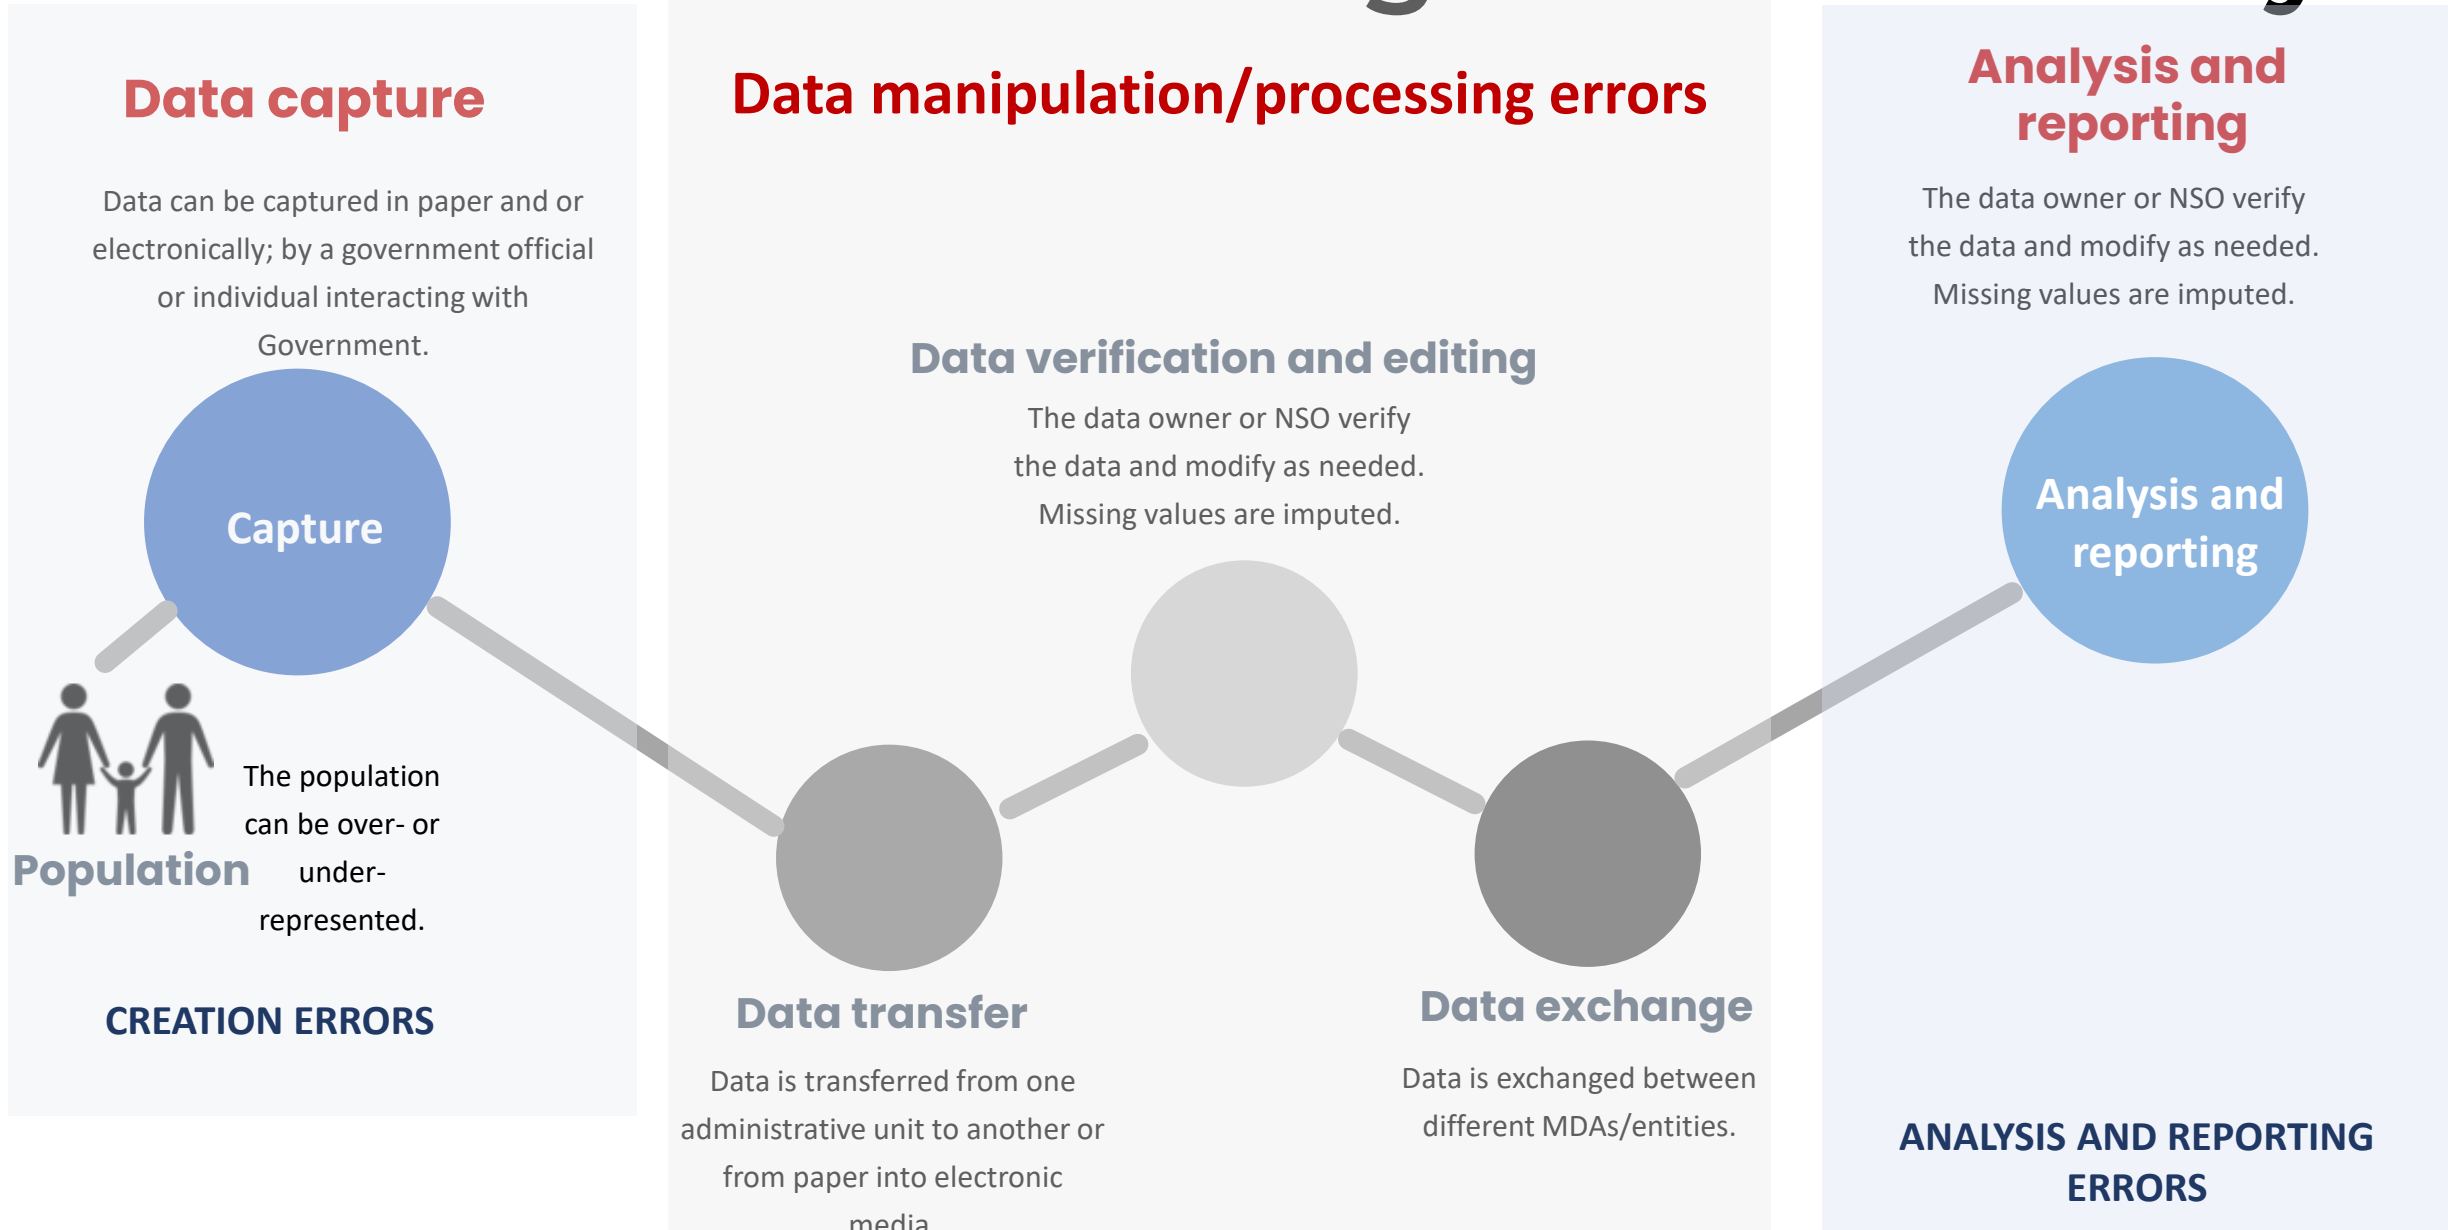 Data capture
Data can be captured in paper and or
electronically; by a government official
or individual interacting with
Government.
Capture
Population
The population
can be over- or
under-
represented.
CREATION ERRORS
Data manipulation/processing errors
Data verification and editing
The data owner or NSO verify
the data and modify as needed.
Missing values are imputed.
Data transfer
Data is transferred from one
administrative unit to another or
from paper into electronic
media
Data exchange
Data is exchanged between
different MDAs/entities.
Analysis and
reporting
The data owner or NSO verify
the data and modify as needed.
Missing values are imputed.
Analysis and
reporting
ANALYSIS AND REPORTING
ERRORS